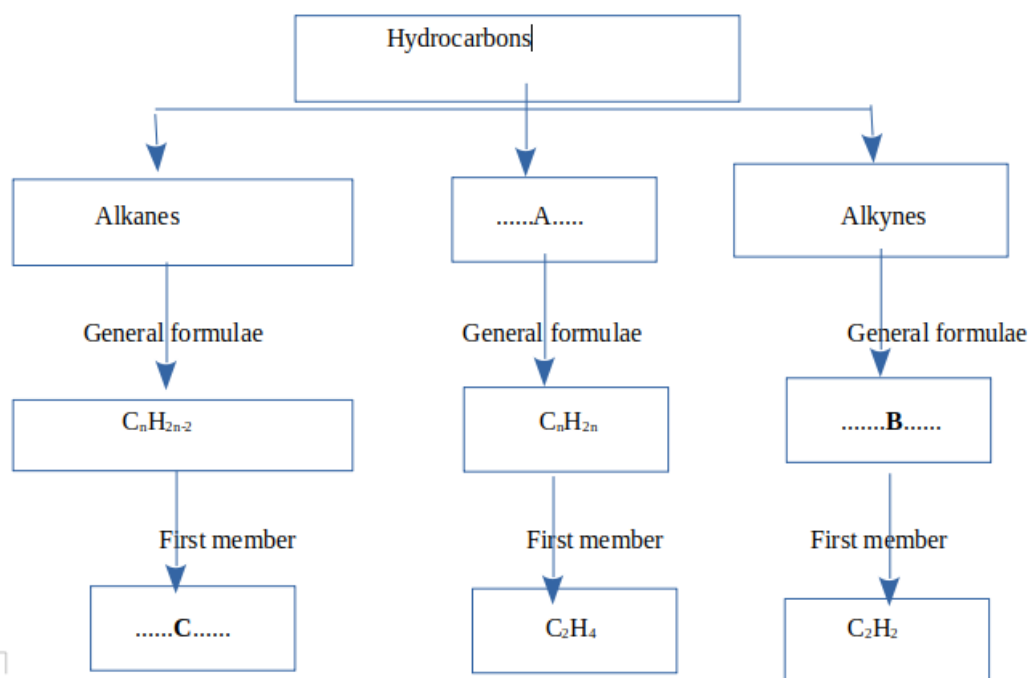 Hydrocarbons
Alkanes
......A.....
Alkynes
General formulae
General formulae
General formulae
CₙH₂ₙ₋₂
CₙH₂ₙ
.......B......
First member
First member
First member
......C......
C₂H₄
C₂H₂